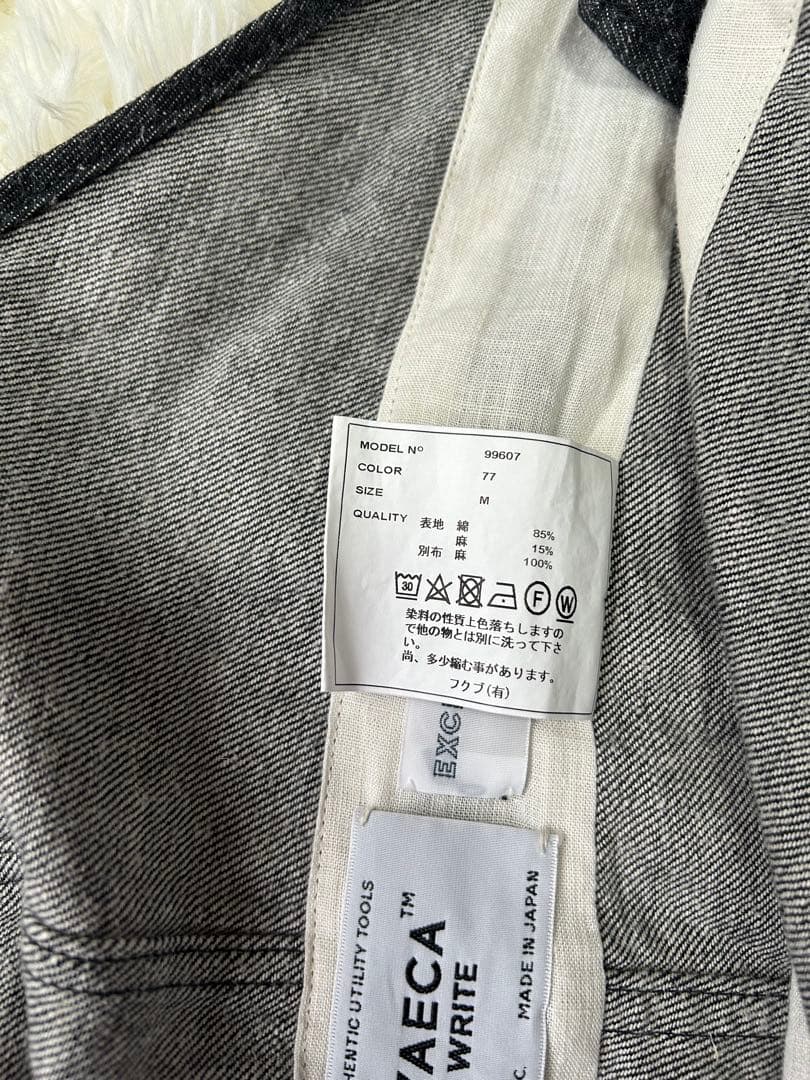 MODEL Nº 99607
COLOR 77
SIZE M
QUALITY 表地 綿 85%
麻 15%
別布 麻 100%
30 F W
染料の性質上色落ちしますの
で他の物とは別に洗って下さ
い。
尚、多少縮む事があります。
フクブ(有)
EXC
HENTIC UTILITY TOOLS
YAECA™
WRITE
C. MADE IN JAPAN